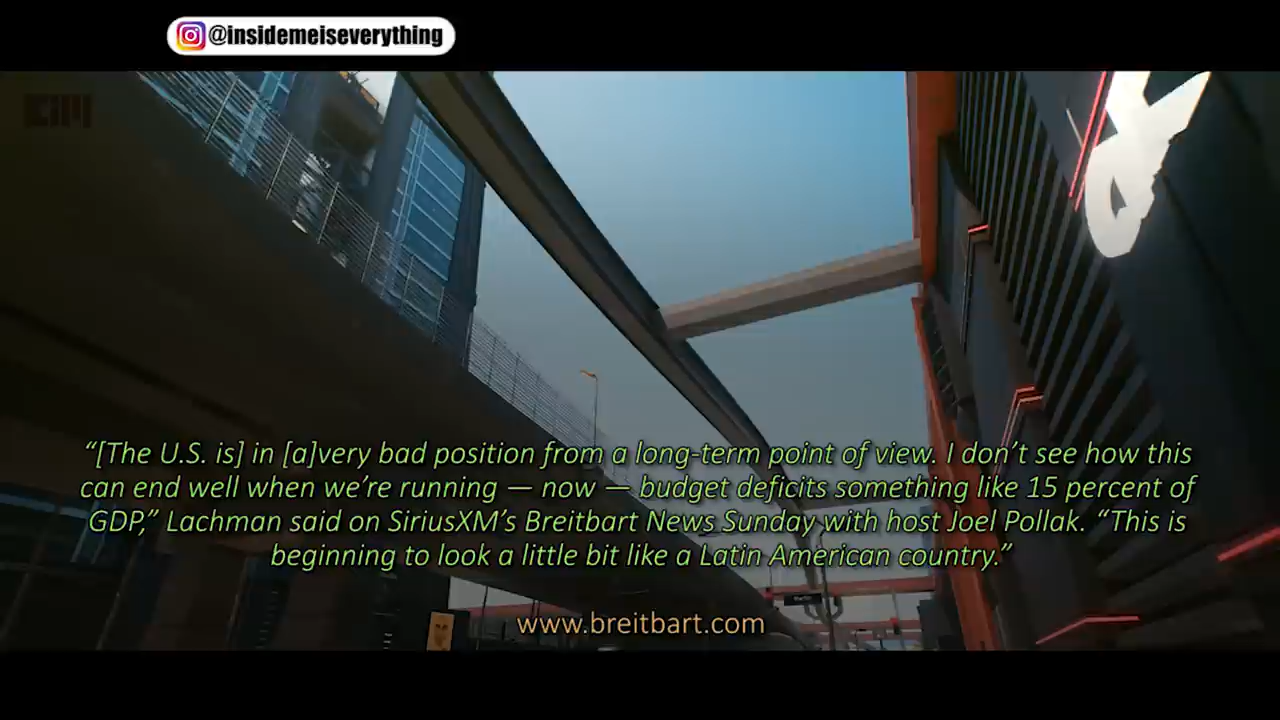 @insidemeiseverything
“[The U.S. is] in [a]very bad position from a long-term point of view. I don’t see how this
can end well when we’re running — now — budget deficits something like 15 percent of
GDP,” Lachman said on SiriusXM’s Breitbart News Sunday with host Joel Pollak. “This is
beginning to look a little bit like a Latin American country.”
www.breitbart.com